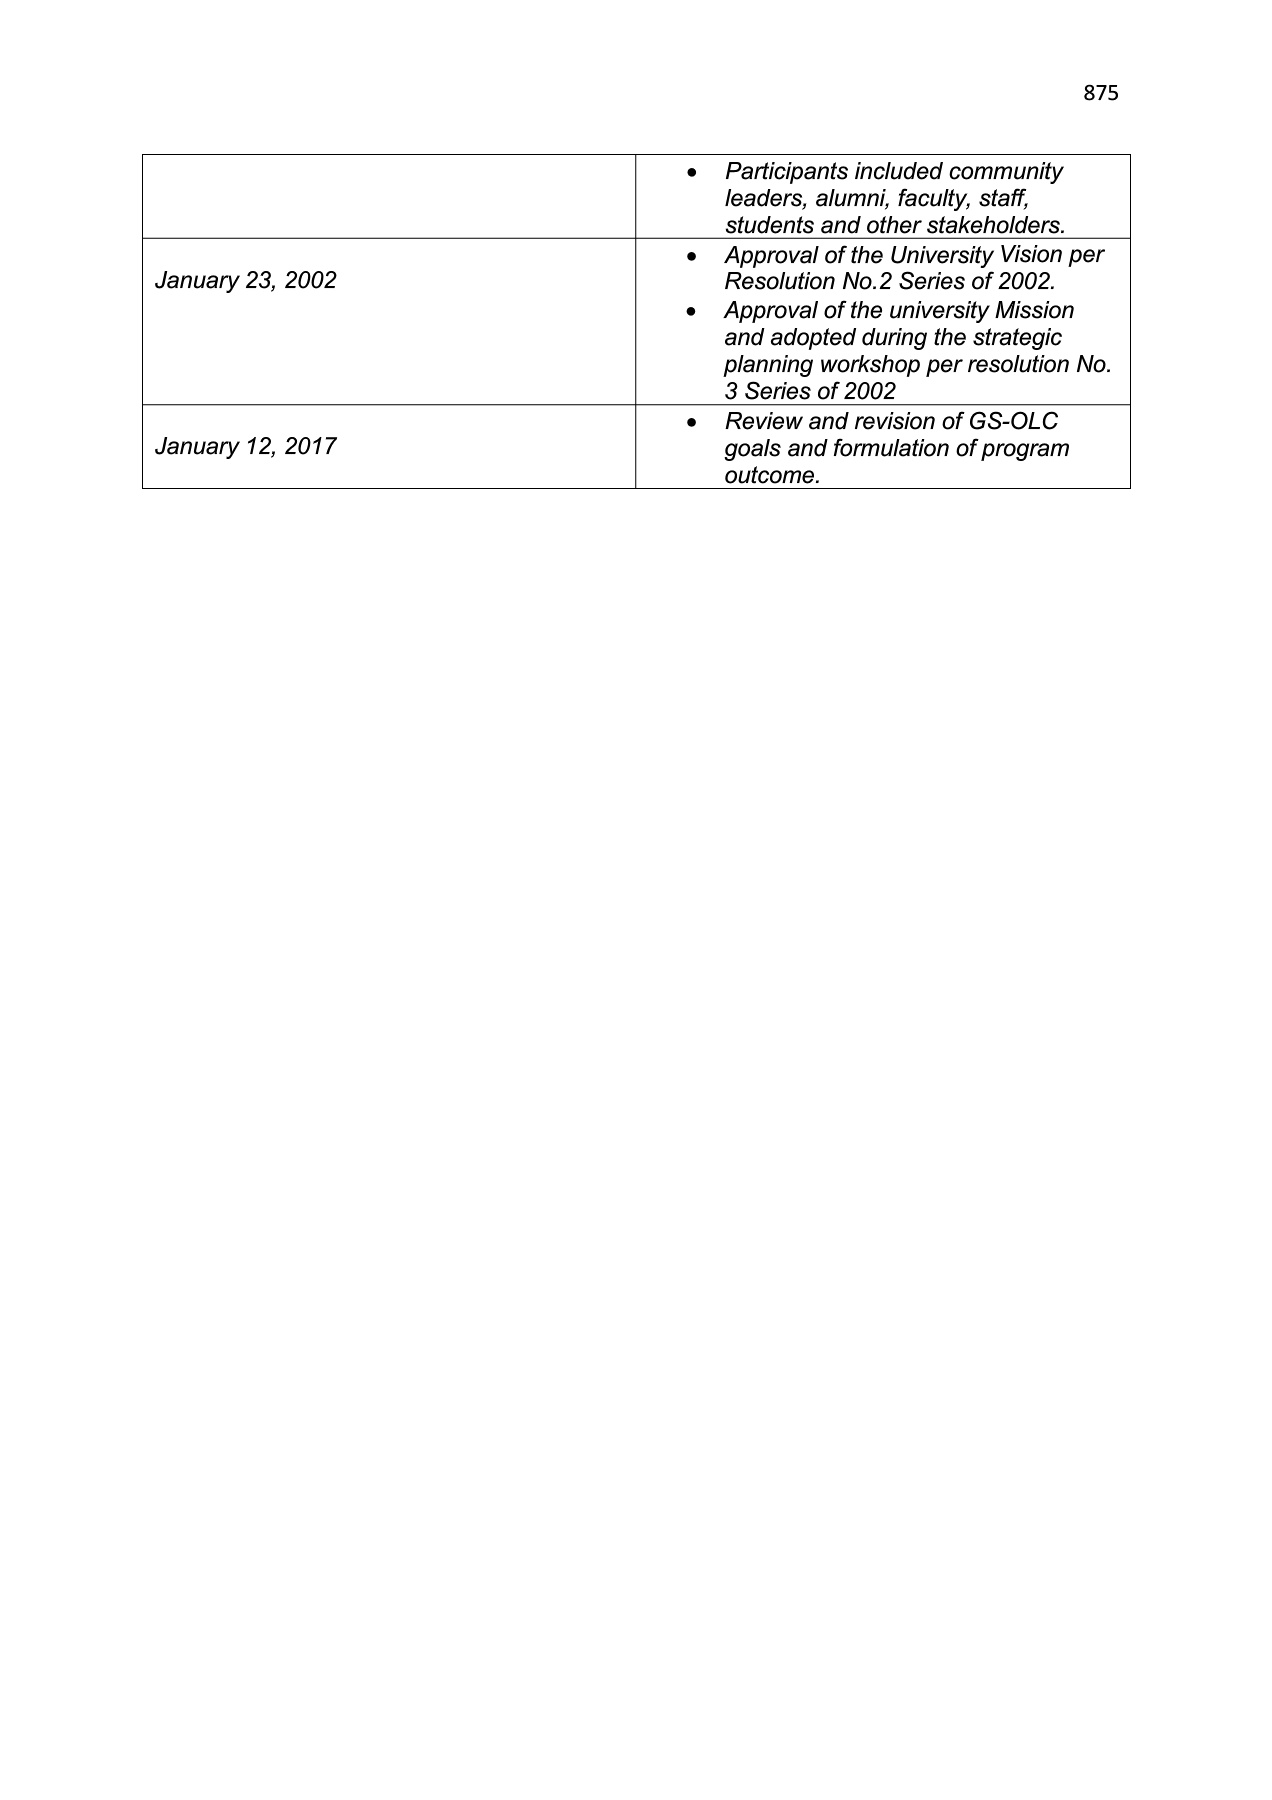 875
• Participants included community
leaders, alumni, faculty, staff,
students and other stakeholders.
January 23, 2002
• Approval of the University Vision per
Resolution No.2 Series of 2002.
• Approval of the university Mission
and adopted during the strategic
planning workshop per resolution No.
3 Series of 2002
January 12, 2017
• Review and revision of GS-OLC
goals and formulation of program
outcome.